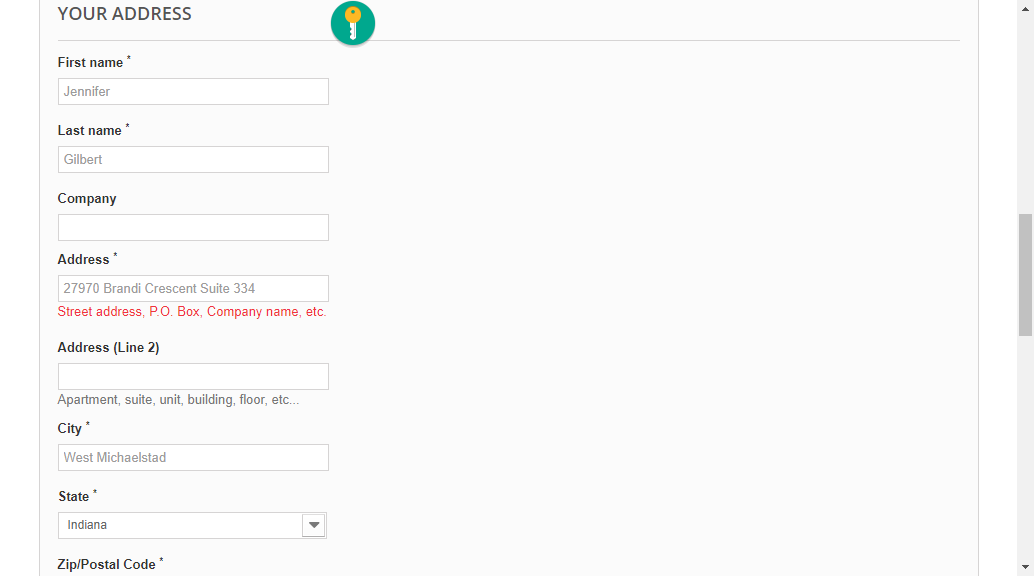 YOUR ADDRESS
First name *
Jennifer
Last name *
Gilbert
Company
Address *
27970 Brandi Crescent Suite 334
Street address, P.O. Box, Company name, etc.
Address (Line 2)
Apartment, suite, unit, building, floor, etc...
City *
West Michaelstad
State *
Indiana
Zip/Postal Code *